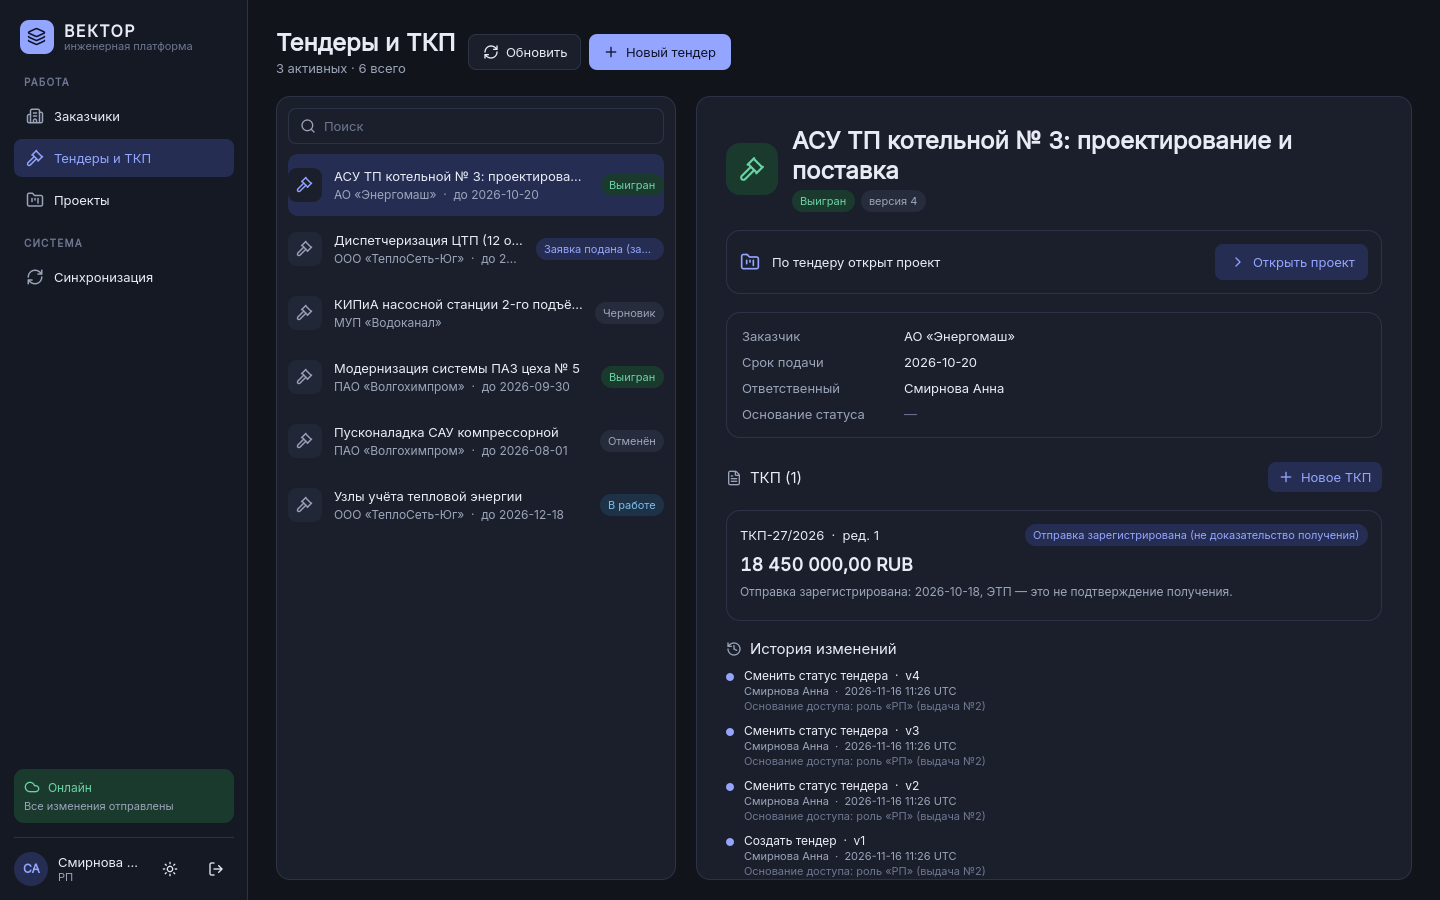 ВЕКТОР
инженерная платформа
РАБОТА
Заказчики
Тендеры и ТКП
Проекты
СИСТЕМА
Синхронизация
Онлайн
Все изменения отправлены
СА
Смирнова ...
РП
Тендеры и ТКП
3 активных · 6 всего
Обновить
Новый тендер
Поиск
АСУ ТП котельной № 3: проектирова...
АО «Энергомаш» · до 2026-10-20
Выигран
Диспетчеризация ЦТП (12 о...
ООО «ТеплоСеть-Юг» · до 2...
Заявка подана (за...
КИПиА насосной станции 2-го подъё...
МУП «Водоканал»
Черновик
Модернизация системы ПАЗ цеха № 5
ПАО «Волгохимпром» · до 2026-09-30
Выигран
Пусконаладка САУ компрессорной
ПАО «Волгохимпром» · до 2026-08-01
Отменён
Узлы учёта тепловой энергии
ООО «ТеплоСеть-Юг» · до 2026-12-18
В работе
АСУ ТП котельной № 3: проектирование и
поставка
Выигран
версия 4
По тендеру открыт проект
Открыть проект
Заказчик АО «Энергомаш»
Срок подачи 2026-10-20
Ответственный Смирнова Анна
Основание статуса —
ТКП (1)
Новое ТКП
ТКП-27/2026 · ред. 1
Отправка зарегистрирована (не доказательство получения)
18 450 000,00 RUB
Отправка зарегистрирована: 2026-10-18, ЭТП — это не подтверждение получения.
История изменений
Сменить статус тендера · v4
Смирнова Анна · 2026-11-16 11:26 UTC
Основание доступа: роль «РП» (выдача №2)
Сменить статус тендера · v3
Смирнова Анна · 2026-11-16 11:26 UTC
Основание доступа: роль «РП» (выдача №2)
Сменить статус тендера · v2
Смирнова Анна · 2026-11-16 11:26 UTC
Основание доступа: роль «РП» (выдача №2)
Создать тендер · v1
Смирнова Анна · 2026-11-16 11:26 UTC
Основание доступа: роль «РП» (выдача №2)